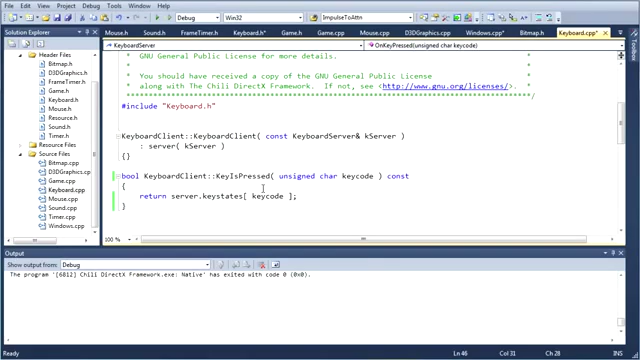 File Edit View Project Debug Team Data Tools Test Window Help
Debug Win32 ImpulseToAttn
Solution Explorer
Mouse.h Sound.h FrameTimer.h Keyboard.h* Game.h Game.cpp Mouse.cpp D3DGraphics.cpp Windows.cpp* Bitmap.h Keyboard.cpp*
KeyboardServer OnKeyPressed(unsigned char keycode)
Header Files
Bitmap.h
D3DGraphics.h
FrameTimer.h
Game.h
Keyboard.h
Mouse.h
Resource.h
Sound.h
Timer.h
Resource Files
Source Files
Bitmap.cpp
D3DGraphics.cpp
Game.cpp
Keyboard.cpp
Mouse.cpp
Sound.cpp
Timer.cpp
Windows.cpp
* GNU General Public License for more details. *
* *
* You should have received a copy of the GNU General Public License *
* along with The Chili DirectX Framework. If not, see <http://www.gnu.org/licenses/>. *
#include "Keyboard.h"
KeyboardClient::KeyboardClient( const KeyboardServer& kServer )
: server( kServer )
{}
bool KeyboardClient::KeyIsPressed( unsigned char keycode ) const
{
return server.keystates[ keycode ];
}
100 %
Toolbox
Output
Show output from: Debug
The program '[6812] Chili DirectX Framework.exe: Native' has exited with code 0 (0x0).
Ready Ln 46 Col 31 Ch 28 INS